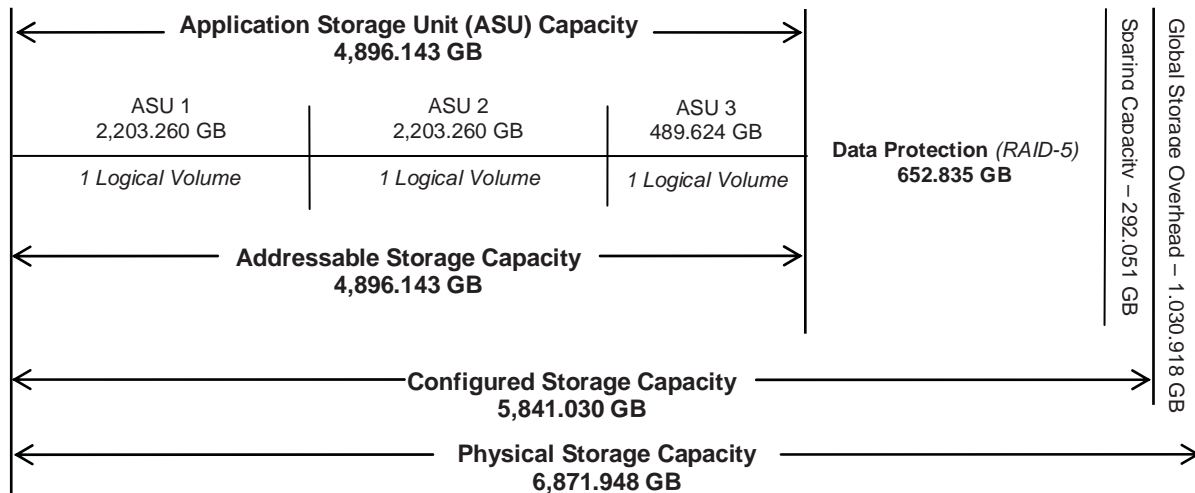 Application Storage Unit (ASU) Capacity
4,896.143 GB
ASU 1
2,203.260 GB
ASU 2
2,203.260 GB
ASU 3
489.624 GB
1 Logical Volume
1 Logical Volume
1 Logical Volume
Data Protection (RAID-5)
652.835 GB
Sparing Capacity – 292.051 GB
Global Storage Overhead – 1,030.918 GB
Addressable Storage Capacity
4,896.143 GB
Configured Storage Capacity
5,841.030 GB
Physical Storage Capacity
6,871.948 GB